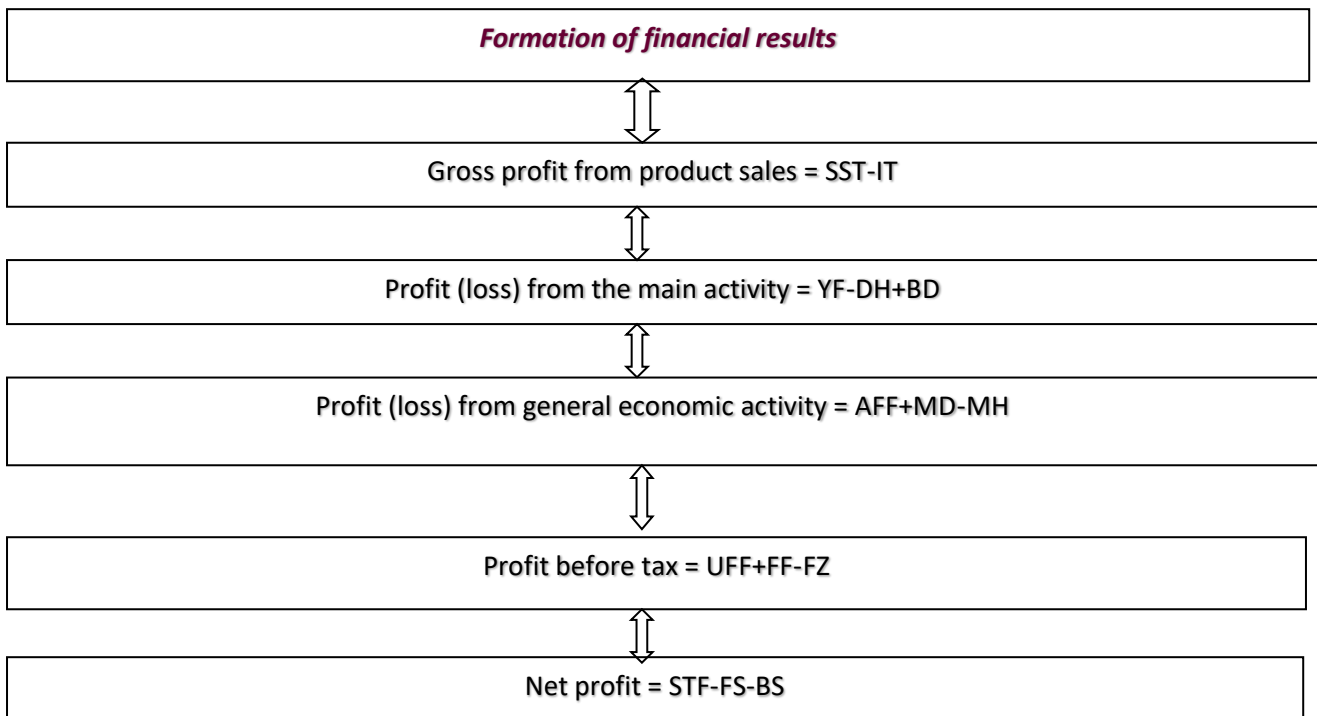 Formation of financial results
Gross profit from product sales = SST-IT
Profit (loss) from the main activity = YF-DH+BD
Profit (loss) from general economic activity = AFF+MD-MH
Profit before tax = UFF+FF-FZ
Net profit = STF-FS-BS